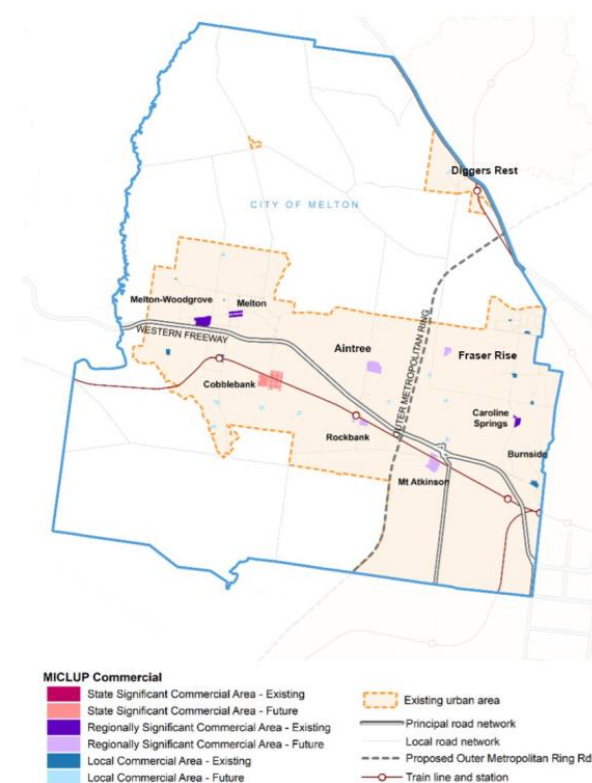 Diggers Rest
CITY OF MELTON
Melton-Woodgrove
Melton
WESTERN FREEWAY
Aintree
OUTER METROPOLITAN RING
Fraser Rise
Cobblebank
Caroline
Springs
Rockbank
Burnside
Mt Atkinson
MICLUP Commercial
State Significant Commercial Area - Existing
State Significant Commercial Area - Future
Regionally Significant Commercial Area - Existing
Regionally Significant Commercial Area - Future
Local Commercial Area - Existing
Local Commercial Area - Future
Existing urban area
Principal road network
Local road network
Proposed Outer Metropolitan Ring Rd
Train line and station